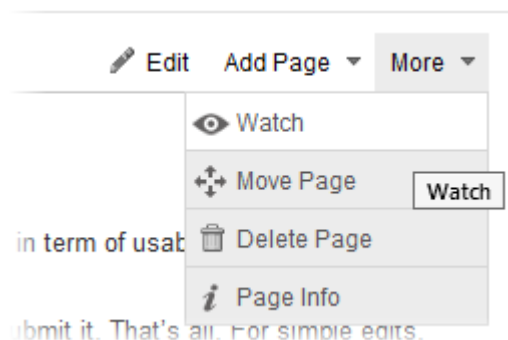 Edit Add Page More
Watch
Move Page
Watch
in term of usab
Delete Page
Page Info
ubmit it. That's all. For simple edits,